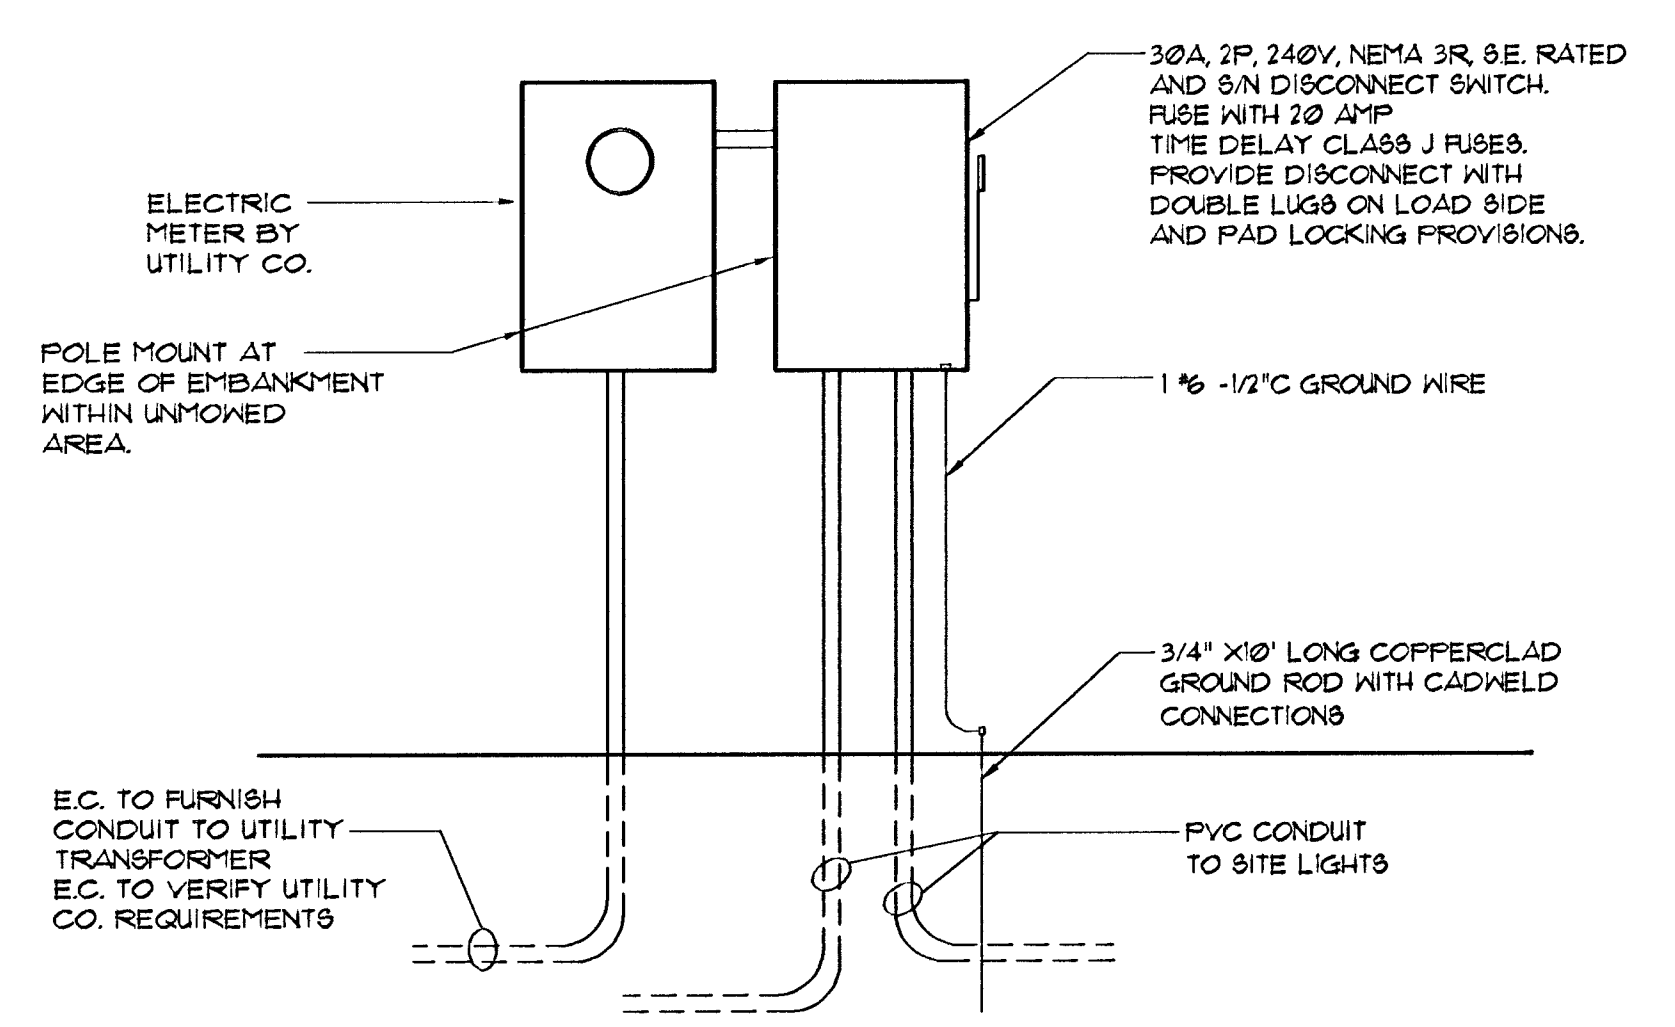 30A, 2P, 240V, NEMA 3R, S.E. RATED
AND S/N DISCONNECT SWITCH.
FUSE WITH 20 AMP
TIME DELAY CLASS J FUSES.
PROVIDE DISCONNECT WITH
DOUBLE LUGS ON LOAD SIDE
AND PAD LOCKING PROVISIONS.
ELECTRIC
METER BY
UTILITY CO.
POLE MOUNT AT
EDGE OF EMBANKMENT
WITHIN UNMOWED
AREA.
1 #6 -1/2"C GROUND WIRE
3/4" X10' LONG COPPERCLAD
GROUND ROD WITH CADWELD
CONNECTIONS
E.C. TO FURNISH
CONDUIT TO UTILITY
TRANSFORMER
E.C. TO VERIFY UTILITY
CO. REQUIREMENTS
PVC CONDUIT
TO SITE LIGHTS